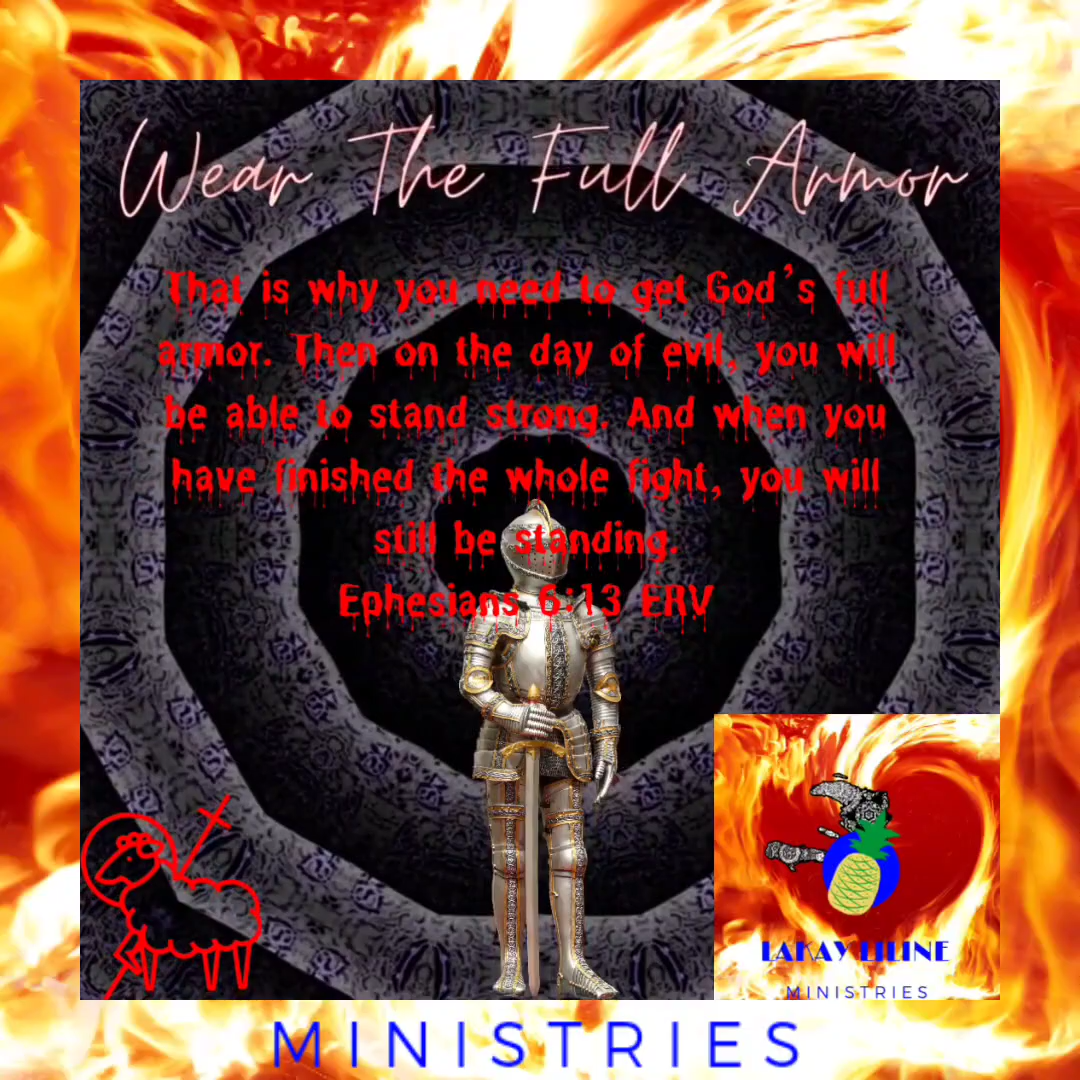 Wear The Full Armor
That is why you need to get God's full
armor. Then on the day of evil, you will
be able to stand strong. And when you
have finished the whole fight, you will
still be standing.
Ephesians 6:13 ERV
LAKAY LILINE
MINISTRIES
MINISTRIES